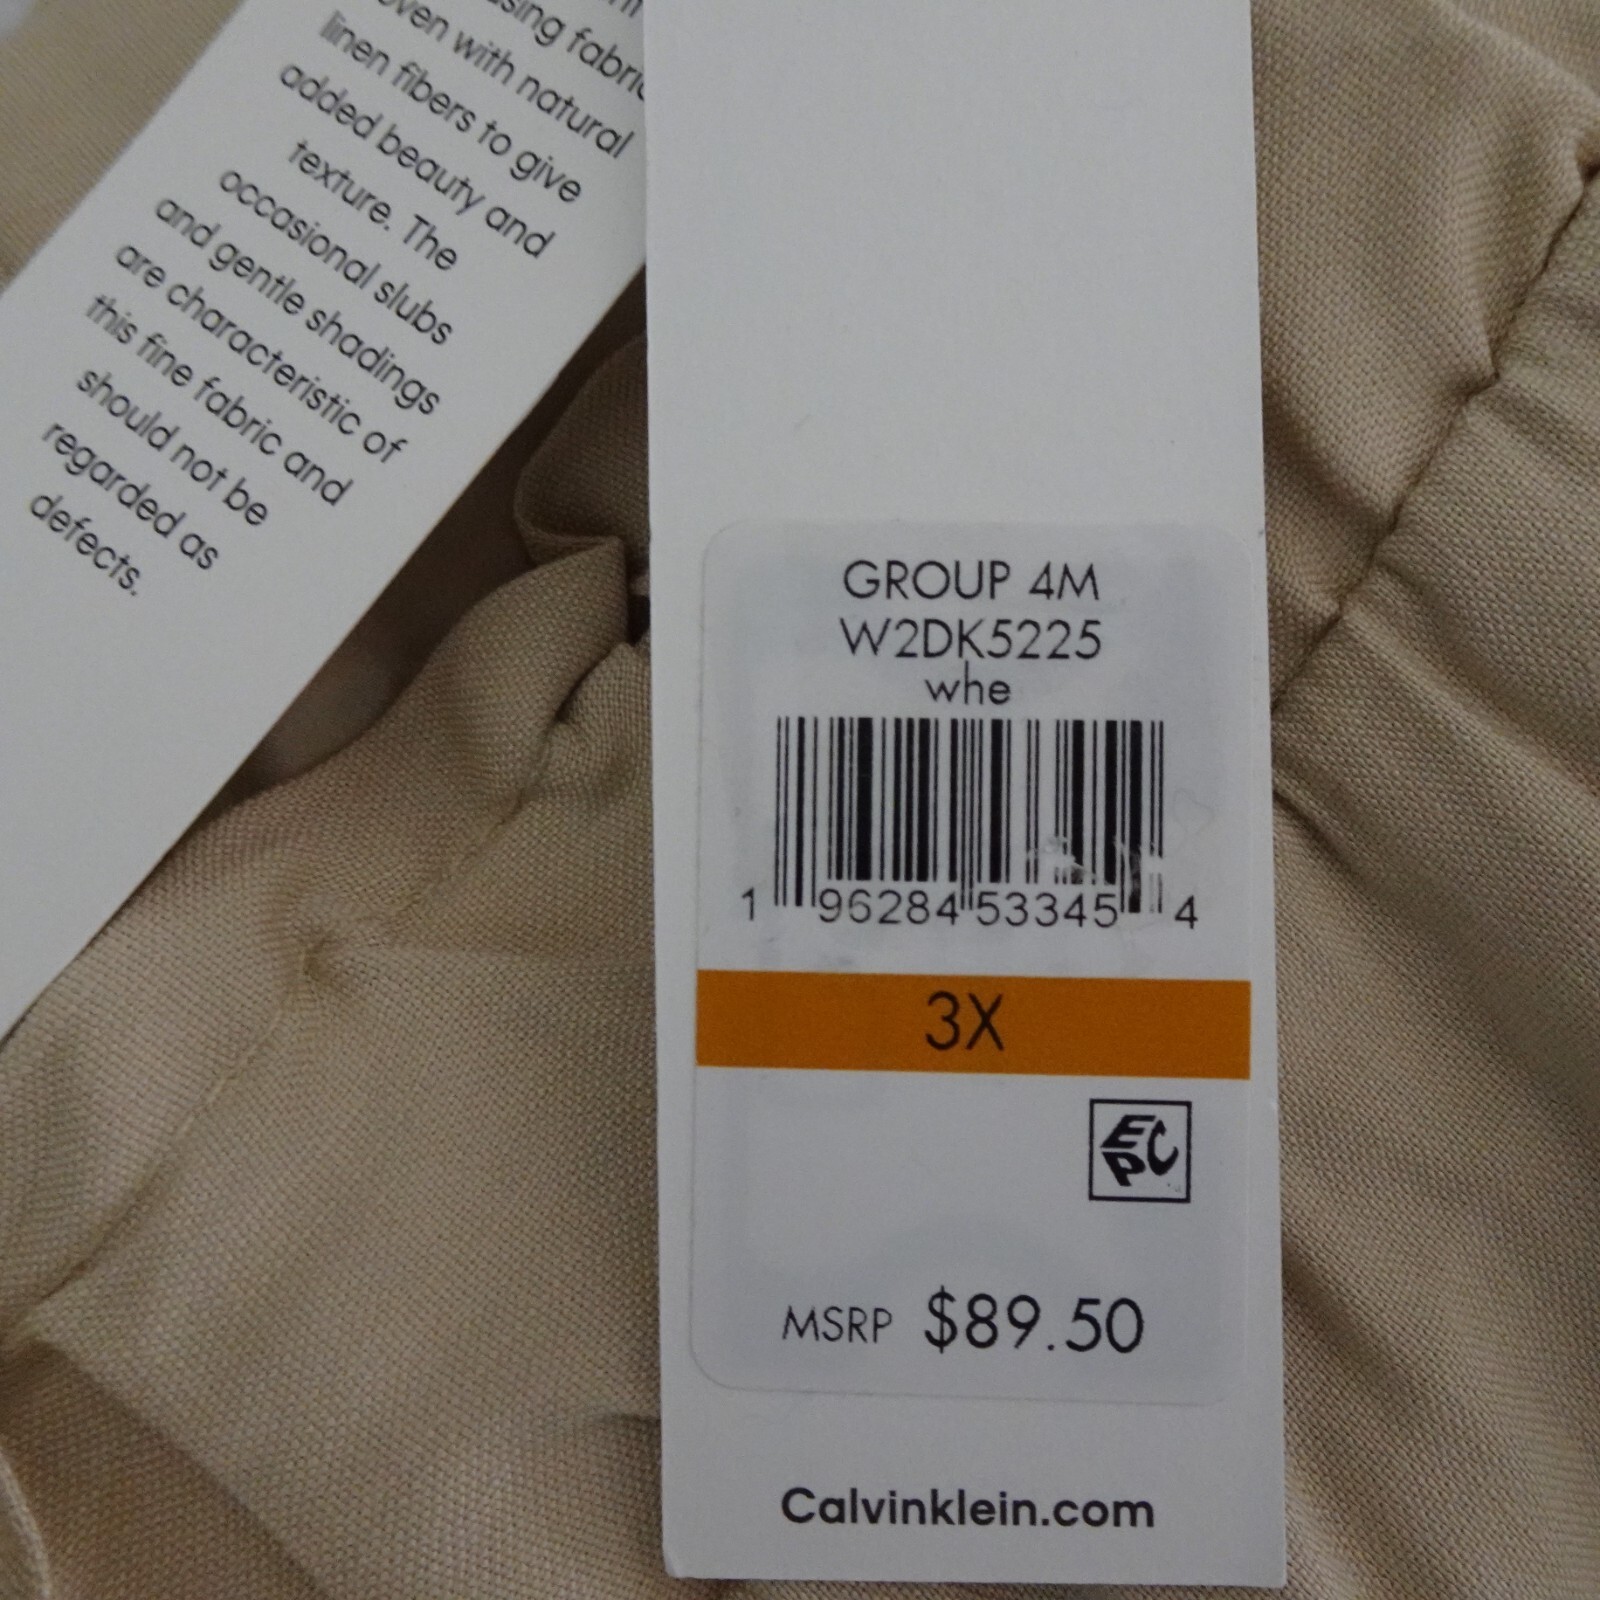 fabric
with natural
linen fibers to give
added beauty and
texture. The
occasional slubs
and gentle shadings
are characteristic of
this fine fabric and
should not be
regarded as
defects.
GROUP 4M
W2DK5225
whe
1 96284 53345 4
3X
EPC
MSRP $89.50
Calvinklein.com